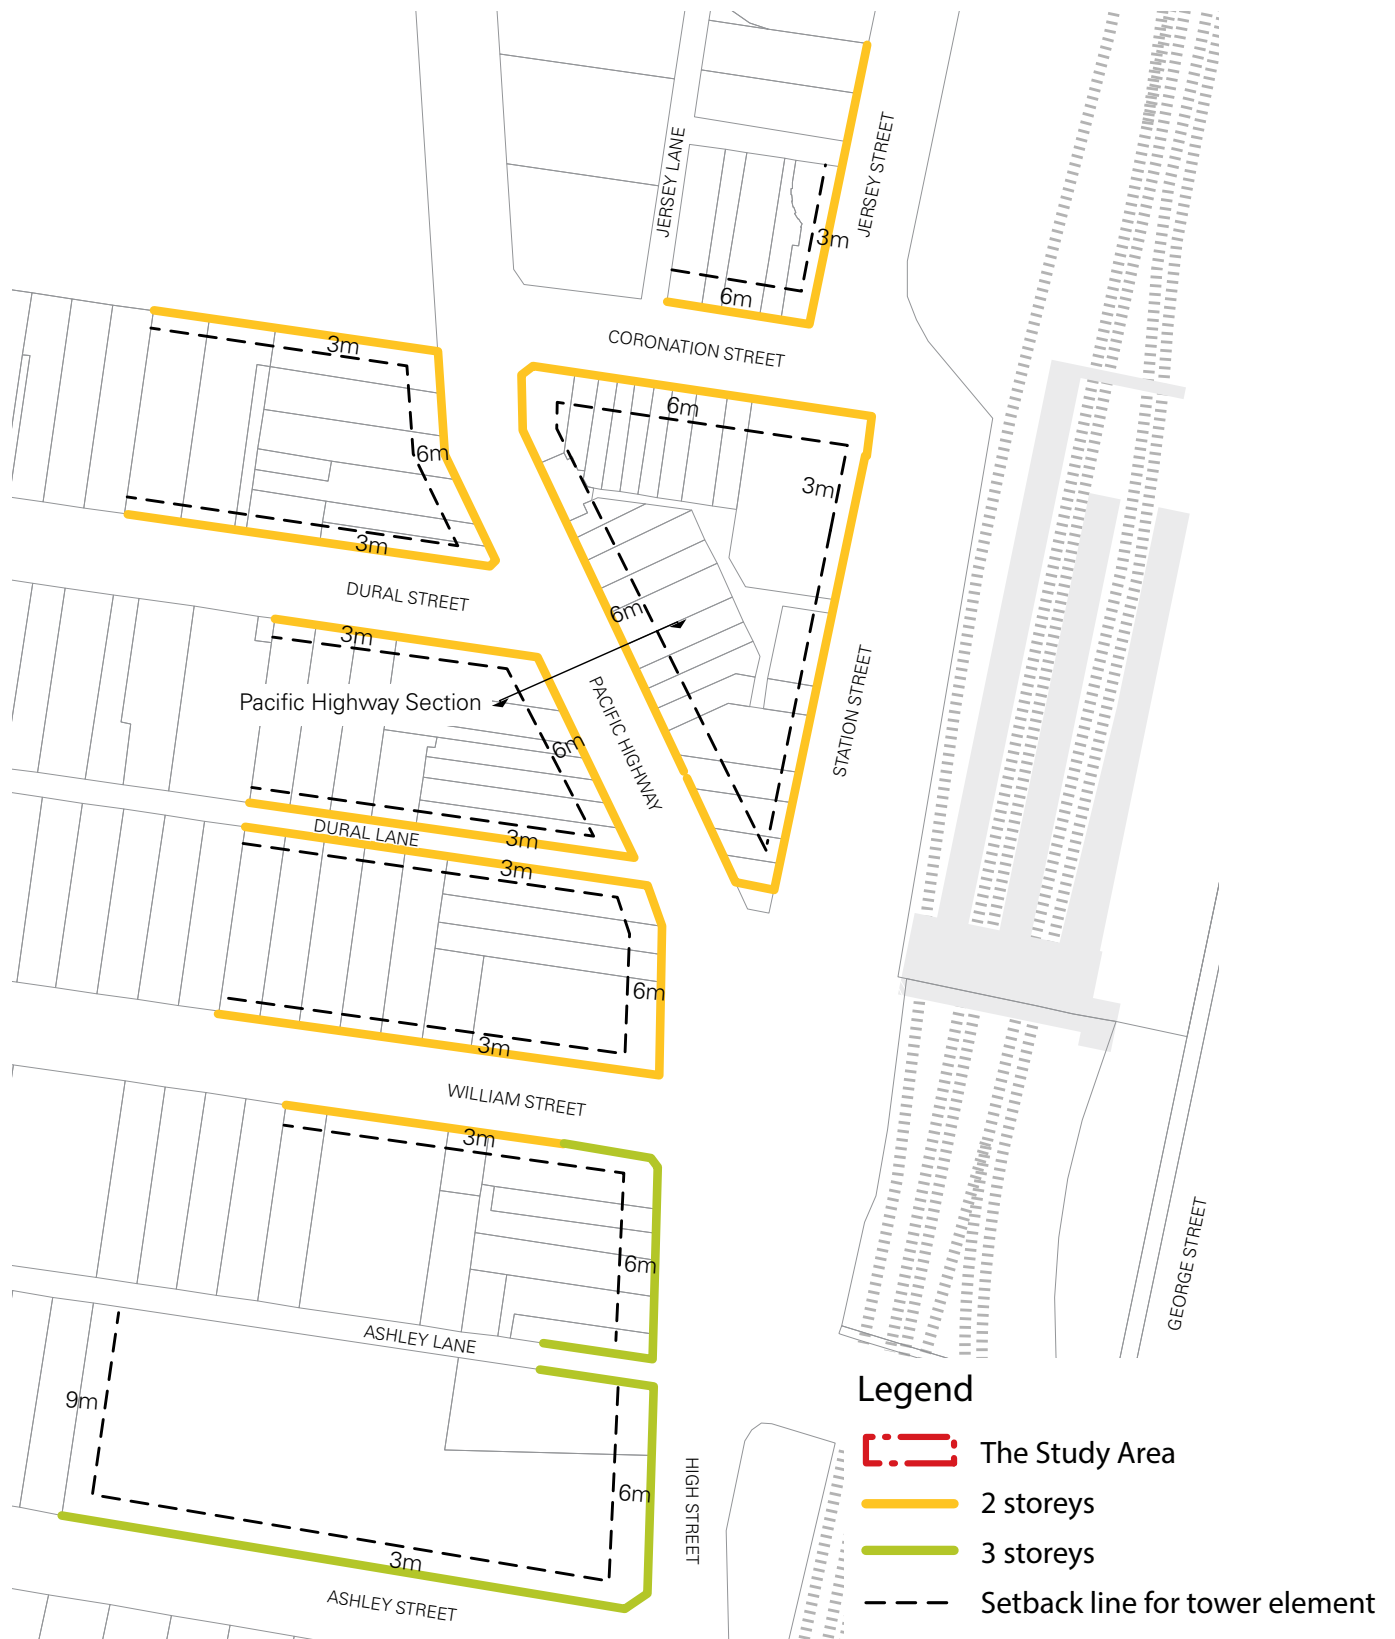 JERSEY LANE
JERSEY STREET
3m
6m
CORONATION STREET
3m
6m
6m
3m
3m
DURAL STREET
6m
3m
Pacific Highway Section
PACIFIC HIGHWAY
STATION STREET
6m
DURAL LANE
3m
3m
6m
3m
WILLIAM STREET
3m
6m
GEORGE STREET
ASHLEY LANE
9m
6m
HIGH STREET
3m
ASHLEY STREET
Legend
The Study Area
2 storeys
3 storeys
Setback line for tower element